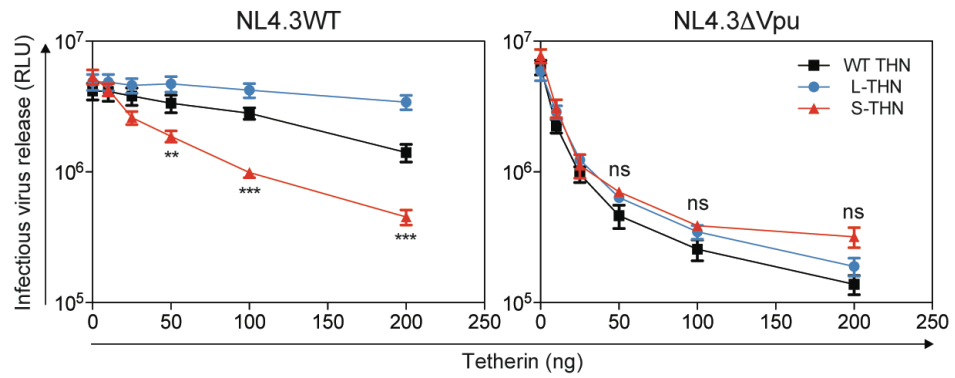 NL4.3WT
NL4.3ΔVpu
Infectious virus release (RLU)
10⁷
10⁶
10⁵
**
***
***
0 50 100 150 200 250
10⁷
10⁶
10⁵
WT THN
L-THN
S-THN
ns
ns
ns
0 50 100 150 200 250
Tetherin (ng)